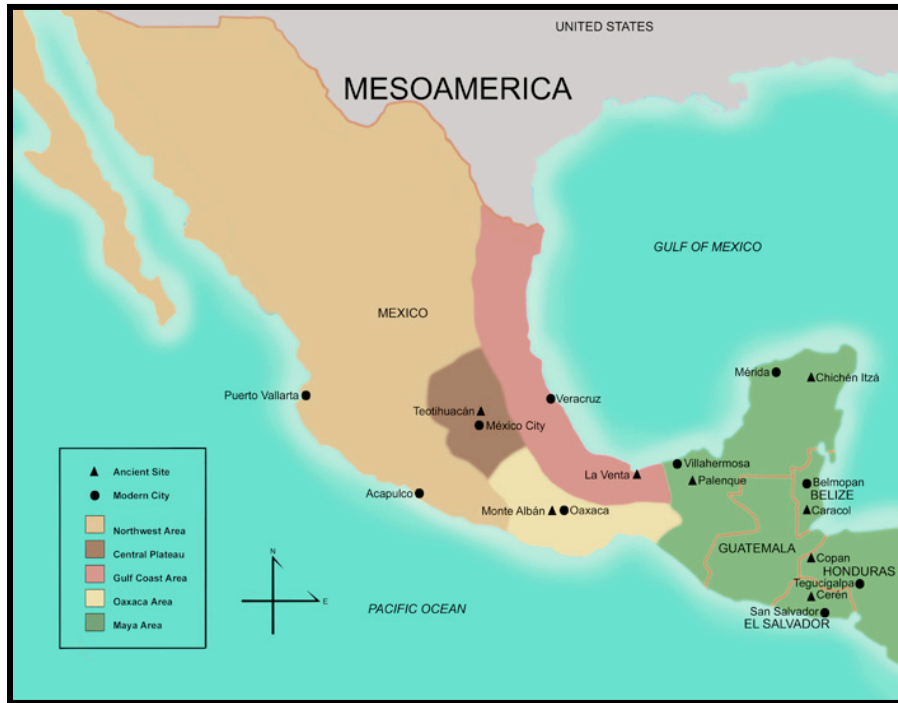 UNITED STATES
MESOAMERICA
GULF OF MEXICO
MEXICO
Mérida
Chichén Itzá
Puerto Vallarta
Veracruz
Teotihuacán
México City
Villahermosa
La Venta
Palenque
Belmopan
BELIZE
Acapulco
Monte Albán
Oaxaca
Caracol
GUATEMALA
Copan
HONDURAS
Tegucigalpa
Cerén
San Salvador
EL SALVADOR
PACIFIC OCEAN
N
E
Ancient Site
Modern City
Northwest Area
Central Plateau
Gulf Coast Area
Oaxaca Area
Maya Area